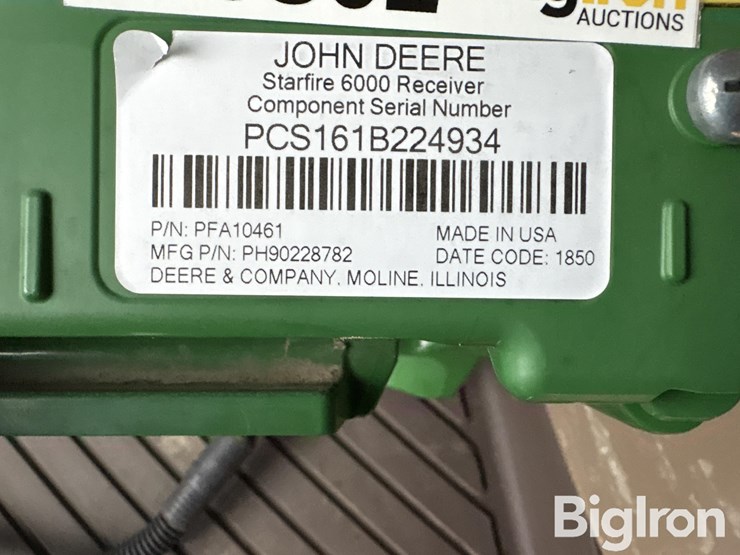 BigIron
AUCTIONS
JOHN DEERE
Starfire 6000 Receiver
Component Serial Number
PCS161B224934
P/N: PFA10461
MADE IN USA
MFG P/N: PH90228782
DATE CODE: 1850
DEERE & COMPANY. MOLINE. ILLINOIS
BigIron